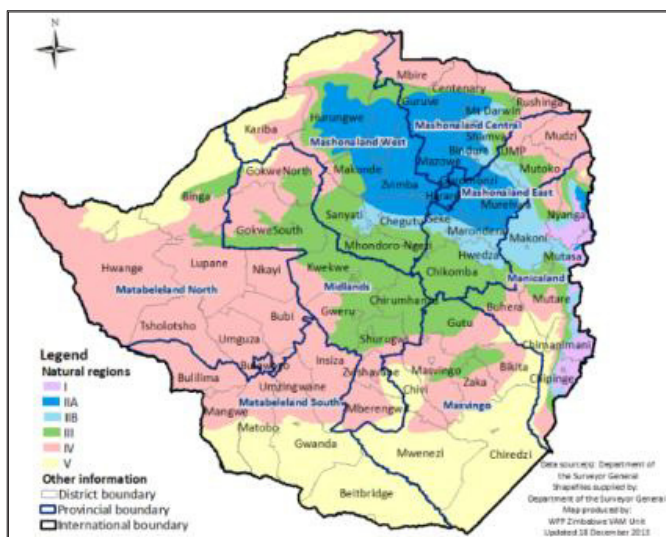 N
Mbire
Centenary
Guruve
Mt Darwin
Rushinga
Hurungwe
Mashonaland Central
Shamva
Mudzi
Kariba
Mashonaland West
Bindura
UMP
Mazowe
Mutoko
Makonde
GokweNorth
Zvimba
Mashonaland East
Binga
Harare
Murehwa
Nyanga
Sanyati
Chegutu
Seke
GokweSouth
Marondera
Makoni
Mutasa
Mhondoro-Ngezi
Hwedza
Hwange
Lupane
Nkayi
Kwekwe
Chikomba
Manicaland
Matabeleland North
Midlands
Chirumhanzu
Buhera
Mutare
Bubi
Gweru
Gutu
Tsholotsho
Umguza
Shurugwi
Chimanimani
Legend
Natural regions
I
IIA
IIB
III
IV
V
Other information
District boundary
Provincial boundary
International boundary
Bulawayo
Insiza
Zvishavane
Masvingo
Bikita
Bulilima
Umzingwane
Chivi
Zaka
Chipinge
Mangwe
Matabeleland South
Mberengwa
Masvingo
Matobo
Gwanda
Mwenezi
Chiredzi
Beitbridge
Data source(s): Department of
the Surveyor General
Shapefiles supplied by:
Department of the Surveyor General
Map produced by:
WFP Zimbabwe VAM Unit
Updated 18 December 2013